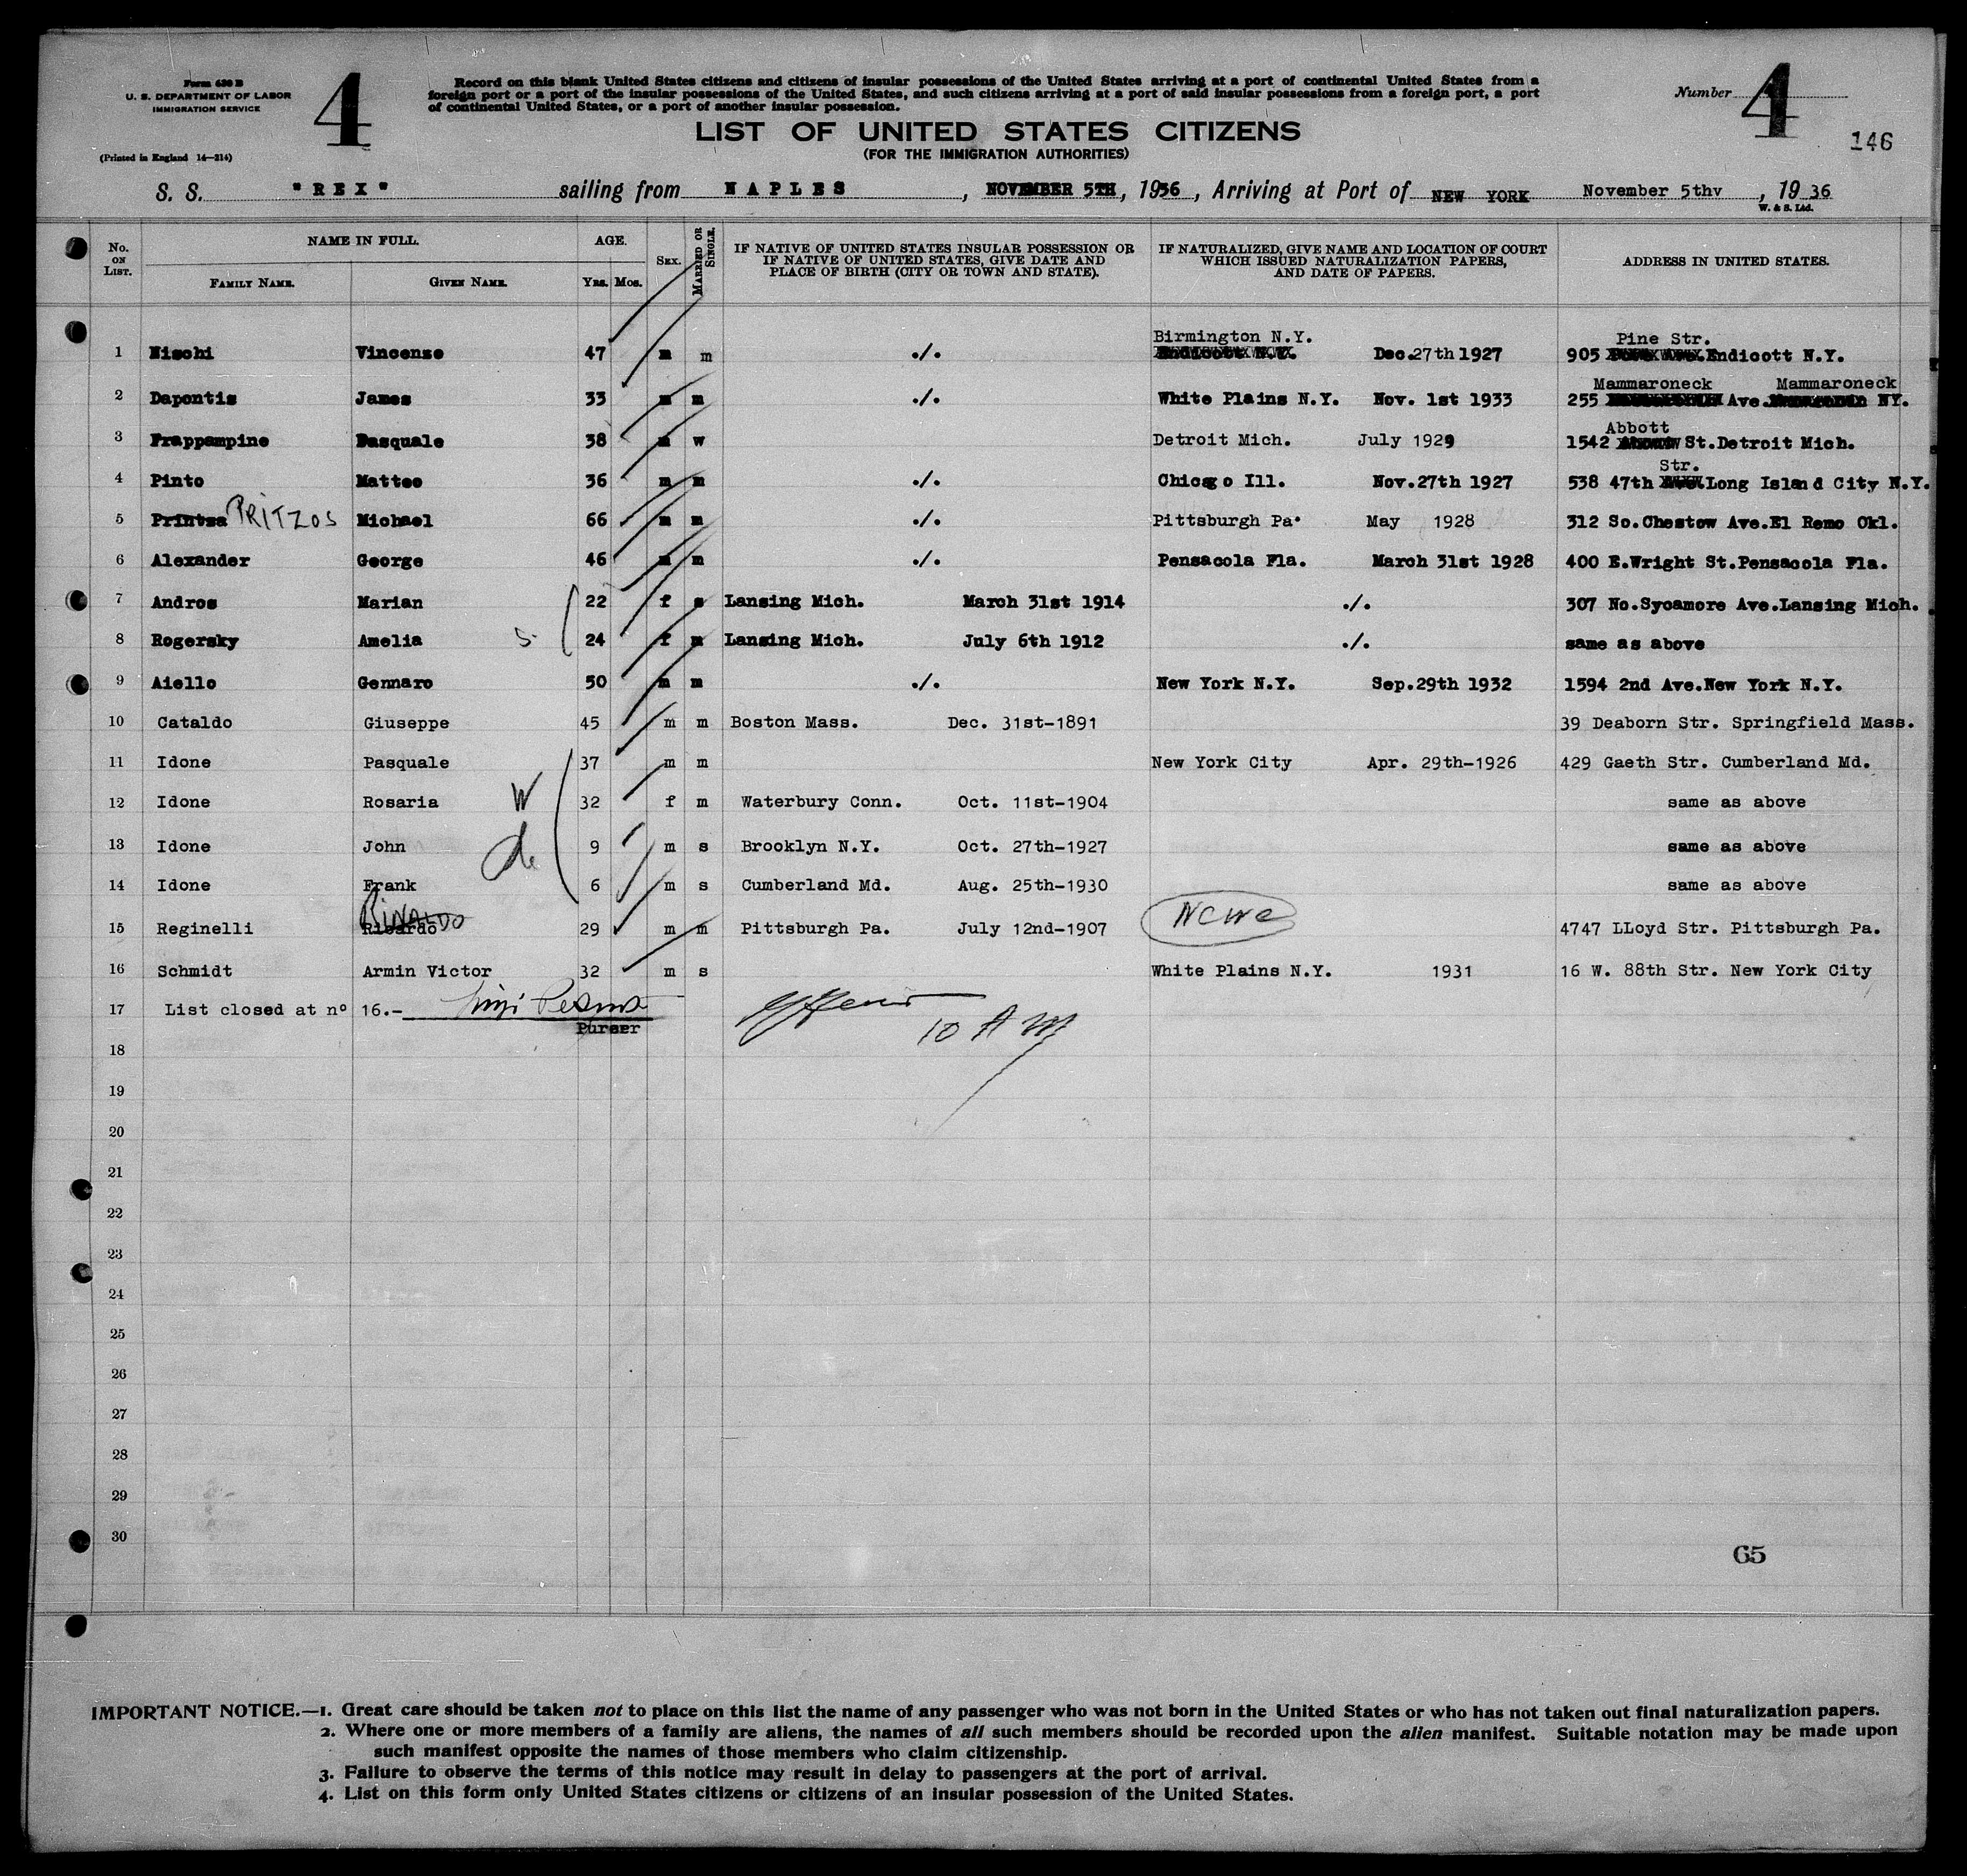 Form 630 B
U. S. DEPARTMENT OF LABOR
IMMIGRATION SERVICE
(Printed in England 14—214)
4
Record on this blank United States citizens and citizens of insular possessions of the United States arriving at a port of continental United States from a
foreign port or a port of the insular possessions of the United States, and such citizens arriving at a port of said insular possessions from a foreign port, a port
of continental United States, or a port of another insular possession.
LIST OF UNITED STATES CITIZENS
(FOR THE IMMIGRATION AUTHORITIES)
Number 4
146
S. S. "REX" sailing from NAPLES, NOVEMBER 5TH, 1936, Arriving at Port of NEW YORK November 5thv, 1936
W. & S. Ltd.
No. ON LIST. NAME IN FULL. AGE. SEX. MARRIED OR SINGLE. IF NATIVE OF UNITED STATES INSULAR POSSESSION OR IF NATIVE OF UNITED STATES, GIVE DATE AND PLACE OF BIRTH (CITY OR TOWN AND STATE). IF NATURALIZED, GIVE NAME AND LOCATION OF COURT WHICH ISSUED NATURALIZATION PAPERS, AND DATE OF PAPERS. ADDRESS IN UNITED STATES.
FAMILY NAME. GIVEN NAME. YRS. MOS.
Birmington N.Y. Pine Str.
1 Nischi Vincenzo 47 m m ./. Endicott N.Y. Dec.27th 1927 905 Endicott N.Y.
Mammaroneck Mammaroneck
2 Dapontis James 33 m m ./. White Plains N.Y. Nov. 1st 1933 255 Ave. NY.
Abbott
3 Frappampine Pasquale 38 m w Detroit Mich. July 1929 1542 St.Detroit Mich.
Str.
4 Pinto Matteo 36 m m ./. Chicago Ill. Nov.27th 1927 538 47th Ave.Long Island City N.Y.
5 Printza PRITZOS Michael 66 m m ./. Pittsburgh Pa. May 1928 312 So.Chestow Ave.El Remo Okl.
6 Alexander George 46 m m ./. Pensacola Fla. March 31st 1928 400 E.Wright St.Pensacola Fla.
7 Andros Marian 22 f s Lansing Mich. March 31st 1914 ./. 307 No.Sycamore Ave.Lansing Mich.
8 Rogersky Amelia S. 24 f m Lansing Mich. July 6th 1912 ./. same as above
9 Aiello Gennaro 50 m m ./. New York N.Y. Sep.29th 1932 1594 2nd Ave.New York N.Y.
10 Cataldo Giuseppe 45 m m Boston Mass. Dec. 31st-1891 39 Deaborn Str. Springfield Mass.
11 Idone Pasquale 37 m m New York City Apr. 29th-1926 429 Gaeth Str. Cumberland Md.
12 Idone Rosaria W 32 f m Waterbury Conn. Oct. 11st-1904 same as above
13 Idone John 9 m s Brooklyn N.Y. Oct. 27th-1927 same as above
14 Idone Frank 6 m s Cumberland Md. Aug. 25th-1930 same as above
RINALDO NCWC
15 Reginelli Ricardo 29 m m Pittsburgh Pa. July 12nd-1907 4747 LLoyd Str. Pittsburgh Pa.
16 Schmidt Armin Victor 32 m s White Plains N.Y. 1931 16 W. 88th Str. New York City
17 List closed at nº 16.-
Purser
10 A M
18
19
20
21
22
23
24
25
26
27
28
29
30
65
IMPORTANT NOTICE.—1. Great care should be taken not to place on this list the name of any passenger who was not born in the United States or who has not taken out final naturalization papers.
2. Where one or more members of a family are aliens, the names of all such members should be recorded upon the alien manifest. Suitable notation may be made upon
such manifest opposite the names of those members who claim citizenship.
3. Failure to observe the terms of this notice may result in delay to passengers at the port of arrival.
4. List on this form only United States citizens or citizens of an insular possession of the United States.